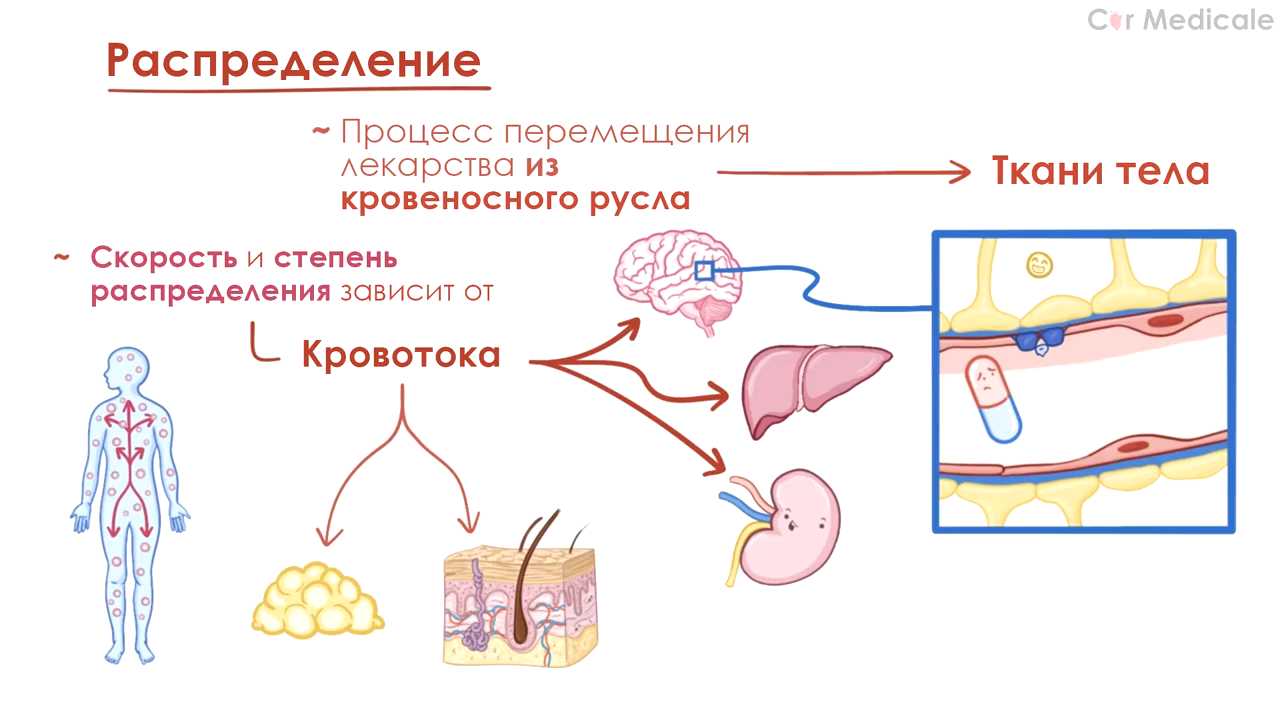 Cor Medicale
Распределение
~ Процесс перемещения
лекарства из
кровеносного русла
Ткани тела
~ Скорость и степень
распределения зависит от
Кровотока